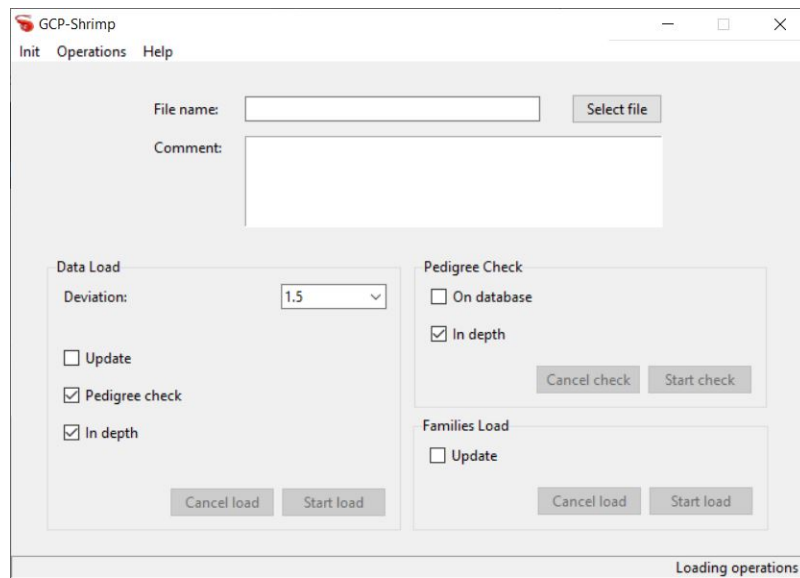 GCP-Shrimp
Init Operations Help
File name: Select file
Comment:
Data Load
Deviation: 1.5
Update
Pedigree check
In depth
Cancel load Start load
Pedigree Check
On database
In depth
Cancel check Start check
Families Load
Update
Cancel load Start load
Loading operations